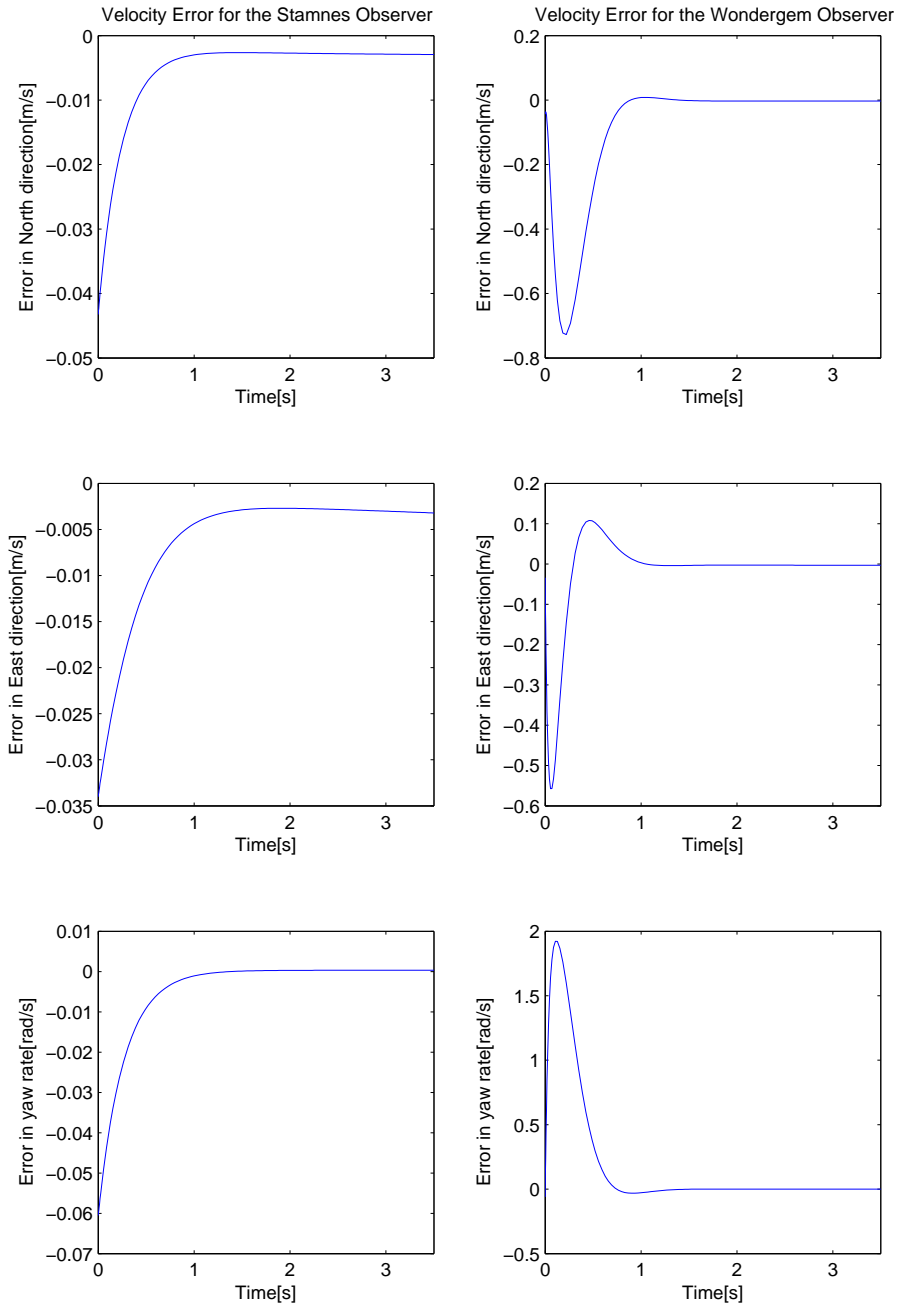 Velocity Error for the Stamnes Observer
0
−0.01
−0.02
−0.03
−0.04
−0.05
Error in North direction[m/s]
0 1 2 3
Time[s]
Velocity Error for the Wondergem Observer
0.2
0
−0.2
−0.4
−0.6
−0.8
Error in North direction[m/s]
0 1 2 3
Time[s]
0
−0.005
−0.01
−0.015
−0.02
−0.025
−0.03
−0.035
Error in East direction[m/s]
0 1 2 3
Time[s]
0.2
0.1
0
−0.1
−0.2
−0.3
−0.4
−0.5
−0.6
Error in East direction[m/s]
0 1 2 3
Time[s]
0.01
0
−0.01
−0.02
−0.03
−0.04
−0.05
−0.06
−0.07
Error in yaw rate[rad/s]
0 1 2 3
Time[s]
2
1.5
1
0.5
0
−0.5
Error in yaw rate[rad/s]
0 1 2 3
Time[s]